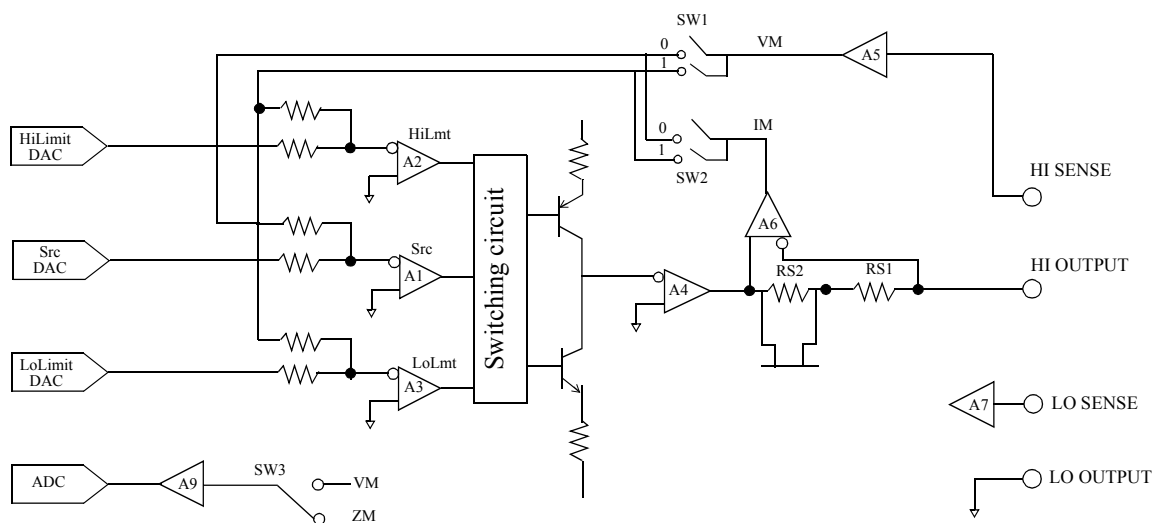 SW1
0
1
VM
A5
HiLimit
DAC
HiLmt
A2
0
1
IM
SW2
HI SENSE
A6
Switching circuit
Src
DAC
Src
A1
RS2
RS1
HI OUTPUT
A4
LoLimit
DAC
LoLmt
A3
A7
LO SENSE
ADC
A9
SW3
VM
ZM
LO OUTPUT